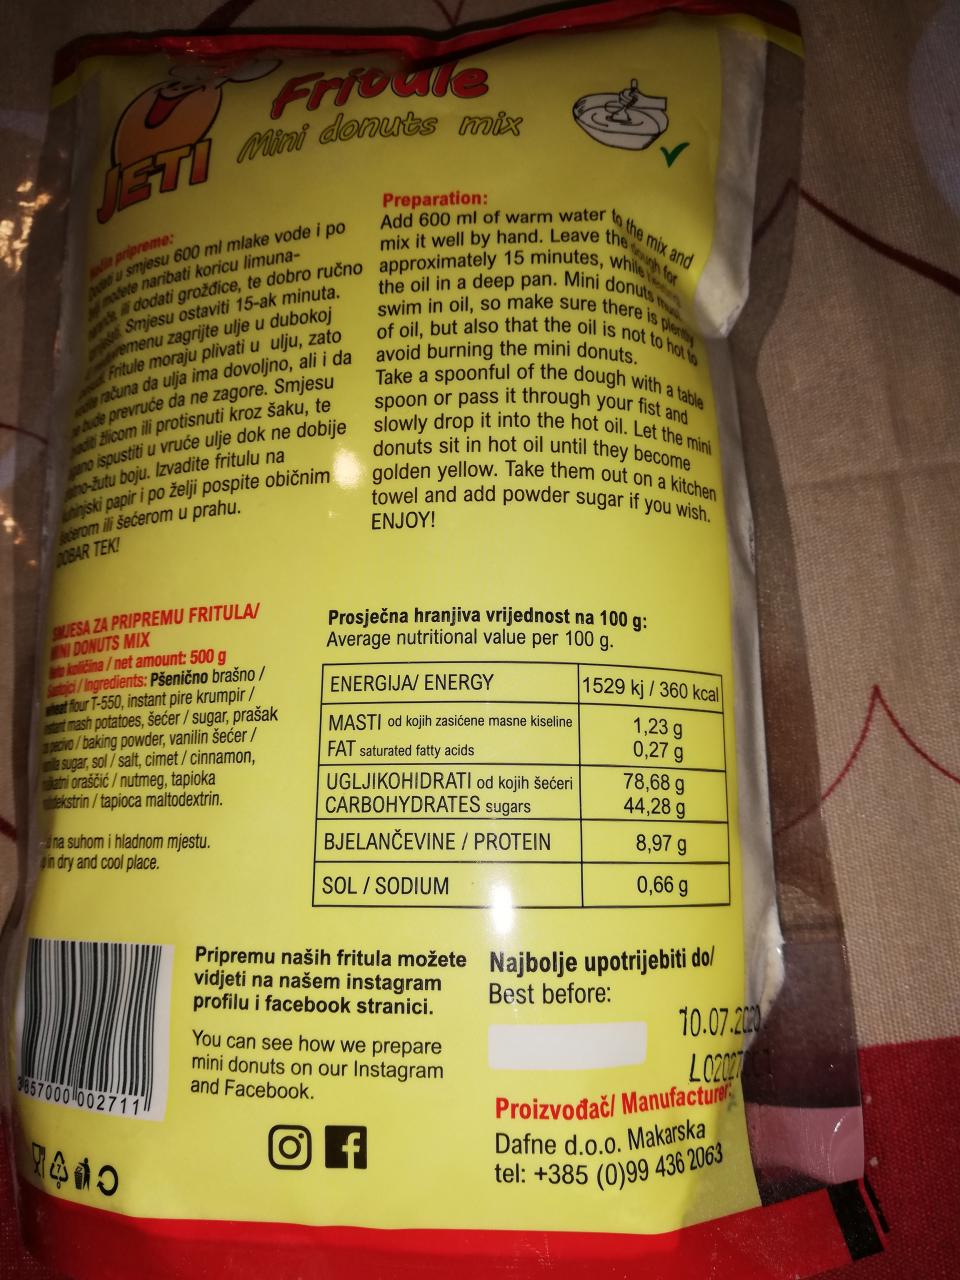 JETI
Fritule
Mini donuts mix
pripreme:
u smjesu 600 ml mlake vode i po
možete naribati koricu limuna-
ili dodati grožđice, te dobro ručno
Smjesu ostaviti 15-ak minuta.
zagrijte ulje u dubokoj
Fritule moraju plivati u ulju, zato
računa da ulja ima dovoljno, ali i da
bude prevruće da ne zagore. Smjesu
žlicom ili protisnuti kroz šaku, te
ispustiti u vruće ulje dok ne dobije
boju. Izvadite fritulu na
papir i po želji pospite običnim
šećerom ili šećerom u prahu.
DOBAR TEK!
Preparation:
Add 600 ml of warm water to the mix and
mix it well by hand. Leave the dough for
approximately 15 minutes, while
the oil in a deep pan. Mini donuts must
swim in oil, so make sure there is plenty
of oil, but also that the oil is not to hot to
avoid burning the mini donuts.
Take a spoonful of the dough with a table
spoon or pass it through your fist and
slowly drop it into the hot oil. Let the mini
donuts sit in hot oil until they become
golden yellow. Take them out on a kitchen
towel and add powder sugar if you wish.
ENJOY!
SMJESA ZA PRIPREMU FRITULA/
MINI DONUTS MIX
količina / net amount: 500 g
Sastojci / Ingredients: Pšenično brašno /
wheat flour T-550, instant pire krumpir /
instant mash potatoes, šećer / sugar, prašak
za pecivo / baking powder, vanilin šećer /
vanilla sugar, sol / salt, cimet / cinnamon,
oraščić / nutmeg, tapioka
/ tapioca maltodextrin.
na suhom i hladnom mjestu.
in dry and cool place.
Prosječna hranjiva vrijednost na 100 g:
Average nutritional value per 100 g.
ENERGIJA/ ENERGY 1529 kj / 360 kcal
MASTI od kojih zasićene masne kiseline 1,23 g
FAT saturated fatty acids 0,27 g
UGLJIKOHIDRATI od kojih šećeri 78,68 g
CARBOHYDRATES sugars 44,28 g
BJELANČEVINE / PROTEIN 8,97 g
SOL / SODIUM 0,66 g
3857000002711
Pripremu naših fritula možete
vidjeti na našem instagram
profilu i facebook stranici.
You can see how we prepare
mini donuts on our Instagram
and Facebook.
Najbolje upotrijebiti do/
Best before:
10.07.2020
Proizvođač/ Manufacturer:
Dafne d.o.o. Makarska
tel: +385 (0)99 436 2063